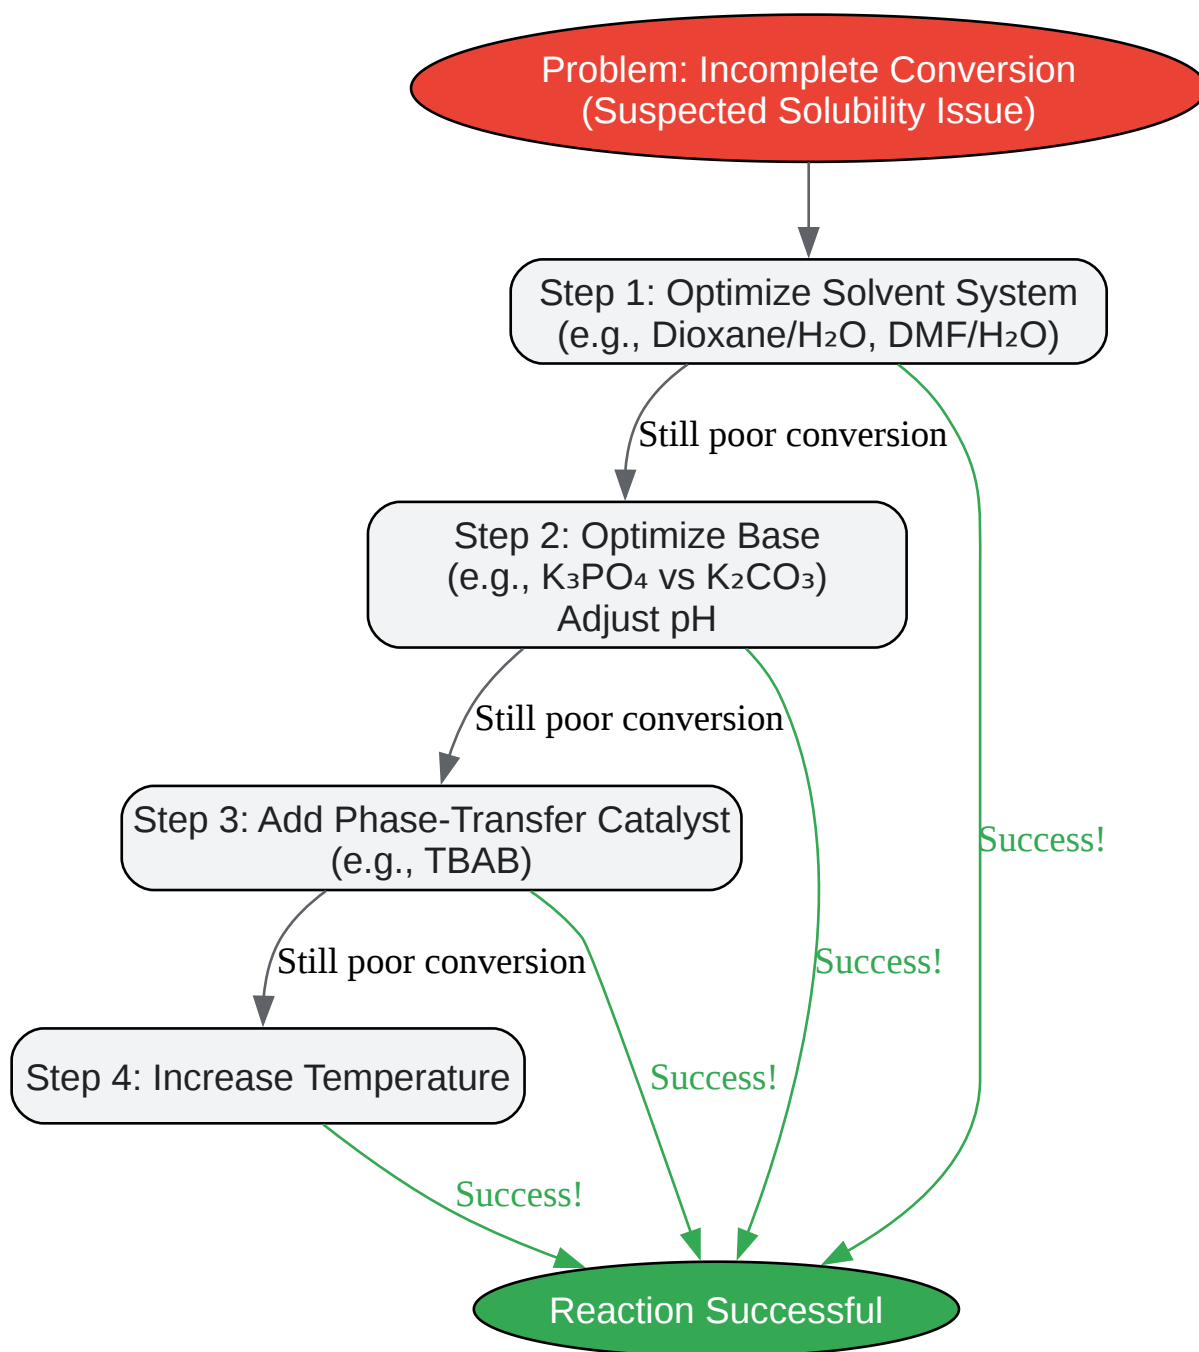 Problem: Incomplete Conversion
(Suspected Solubility Issue)
Step 1: Optimize Solvent System
(e.g., Dioxane/H₂O, DMF/H₂O)
Still poor conversion
Step 2: Optimize Base
(e.g., K₃PO₄ vs K₂CO₃)
Adjust pH
Still poor conversion
Step 3: Add Phase-Transfer Catalyst
(e.g., TBAB)
Success!
Still poor conversion
Success!
Step 4: Increase Temperature
Success!
Success!
Reaction Successful